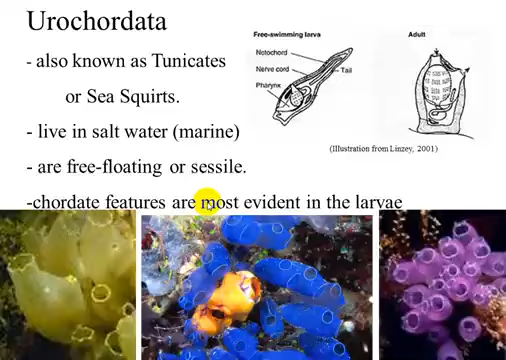 Urochordata
- also known as Tunicates
or Sea Squirts.
- live in salt water (marine)
- are free-floating or sessile.
-chordate features are most evident in the larvae
Free-swimming larva
Notochord
Nerve cord
Pharynx
Tail
Adult
(Illustration from Linzey, 2001)